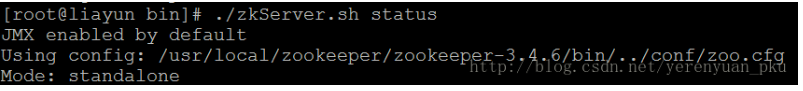 [root@liayun bin]# ./zkServer.sh status
JMX enabled by default
Using config: /usr/local/zookeeper/zookeeper-3.4.6/bin/../conf/zoo.cfg
http://blog.csdn.net/yerenyuan_pku
Mode: standalone